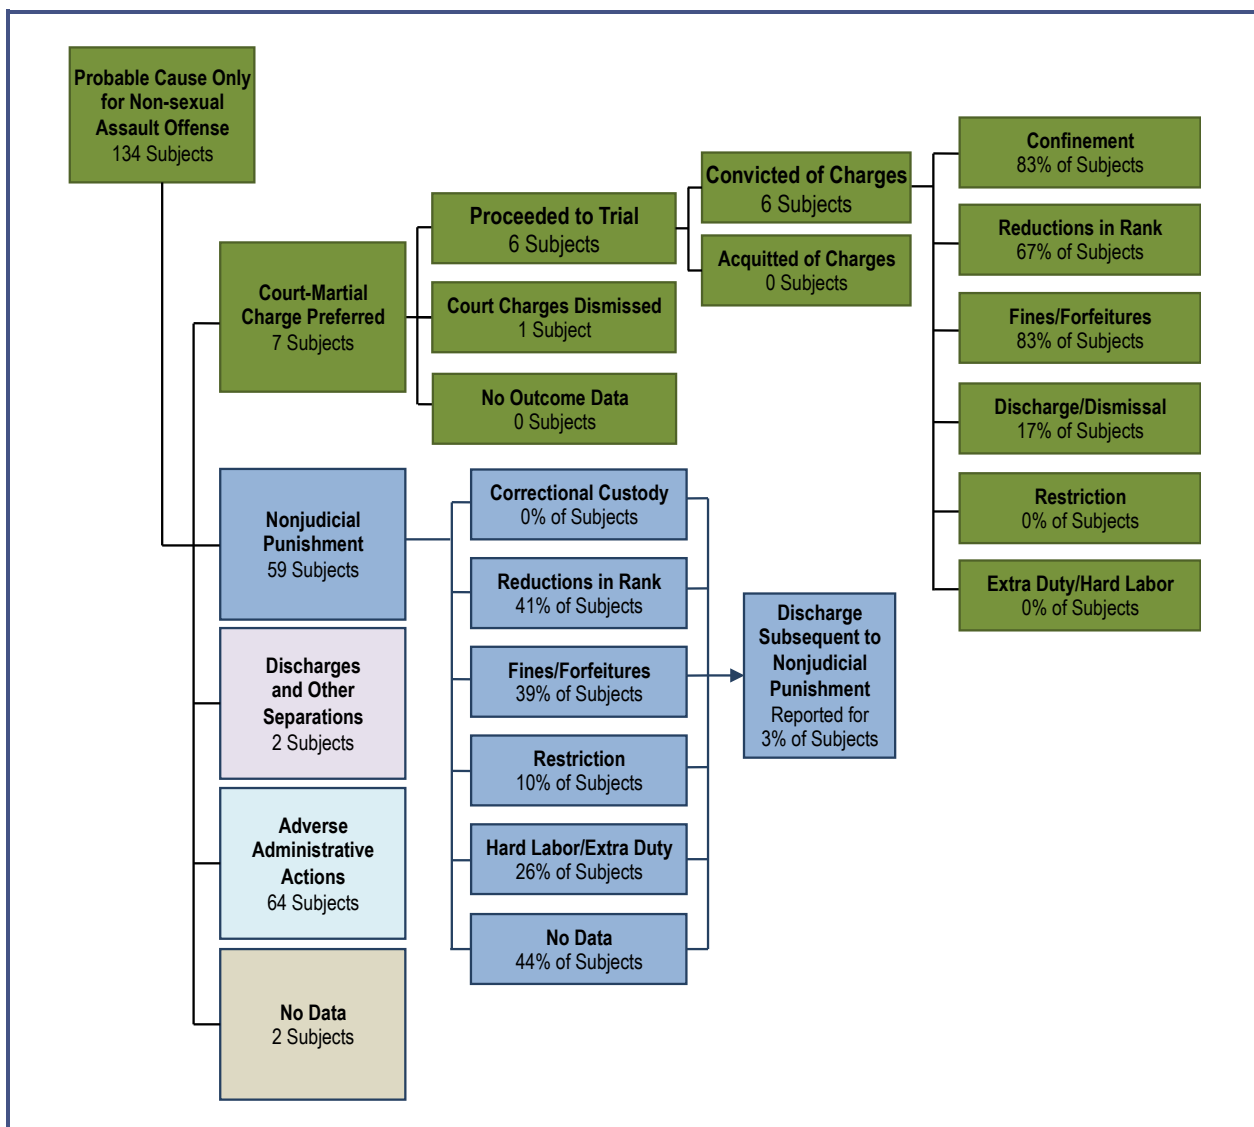 Probable Cause Only
for Non-sexual
Assault Offense
134 Subjects
Court-Martial
Charge Preferred
7 Subjects
Proceeded to Trial
6 Subjects
Court Charges Dismissed
1 Subject
No Outcome Data
0 Subjects
Convicted of Charges
6 Subjects
Acquitted of Charges
0 Subjects
Confinement
83% of Subjects
Reductions in Rank
67% of Subjects
Fines/Forfeitures
83% of Subjects
Discharge/Dismissal
17% of Subjects
Restriction
0% of Subjects
Extra Duty/Hard Labor
0% of Subjects
Nonjudicial
Punishment
59 Subjects
Correctional Custody
0% of Subjects
Reductions in Rank
41% of Subjects
Fines/Forfeitures
39% of Subjects
Restriction
10% of Subjects
Hard Labor/Extra Duty
26% of Subjects
No Data
44% of Subjects
Discharge
Subsequent to
Nonjudicial
Punishment
Reported for
3% of Subjects
Discharges
and Other
Separations
2 Subjects
Adverse
Administrative
Actions
64 Subjects
No Data
2 Subjects